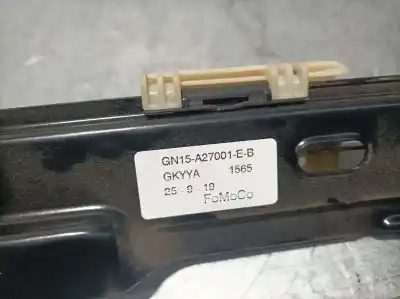 GN15-A27001-E-B
GKYYA 1565
25-9-19
FoMoCo